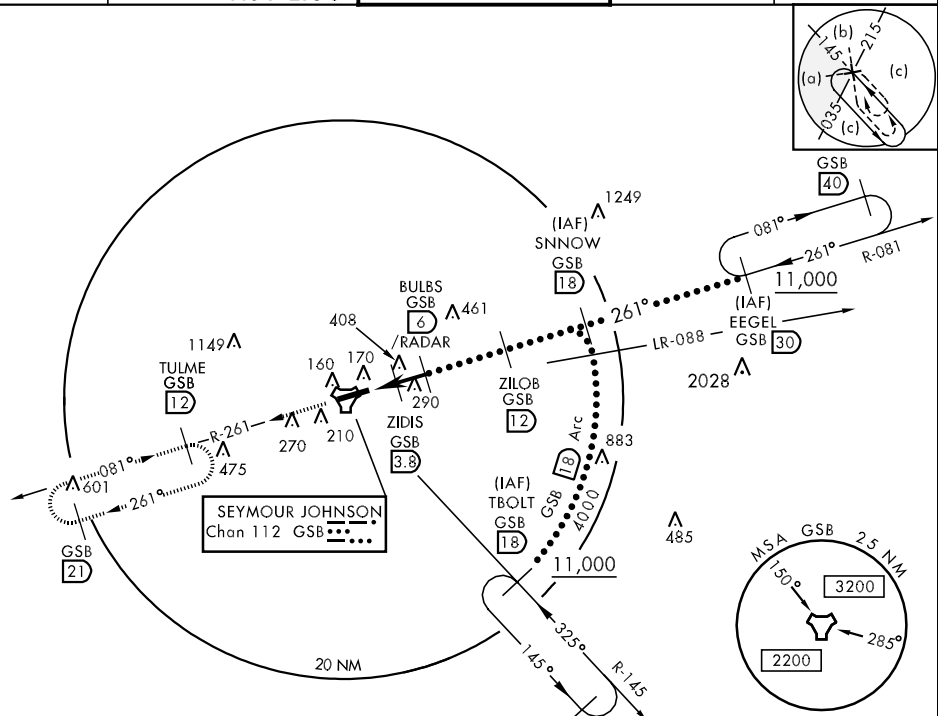 (b)
145
215
(a)
(c)
035
(c)
GSB
40
1249
(IAF)
SNNOW
GSB
18
081°
261°
R-081
11,000
BULBS
GSB
6
461
/RADAR
408
261°
(IAF)
EEGEL
GSB 30
LR-088
1149
TULME
GSB
12
160
170
290
ZILOB
GSB
12
2028
R-261
270
210
ZIDIS
GSB
3.8
081°
475
601
261°
883
GSB 18 Arc
4000
(IAF)
TBOLT
GSB
18
SEYMOUR JOHNSON
Chan 112 GSB
GSB
21
485
11,000
MSA GSB 25 NM
150°
3200
285°
2200
325°
145°
R-145
20 NM